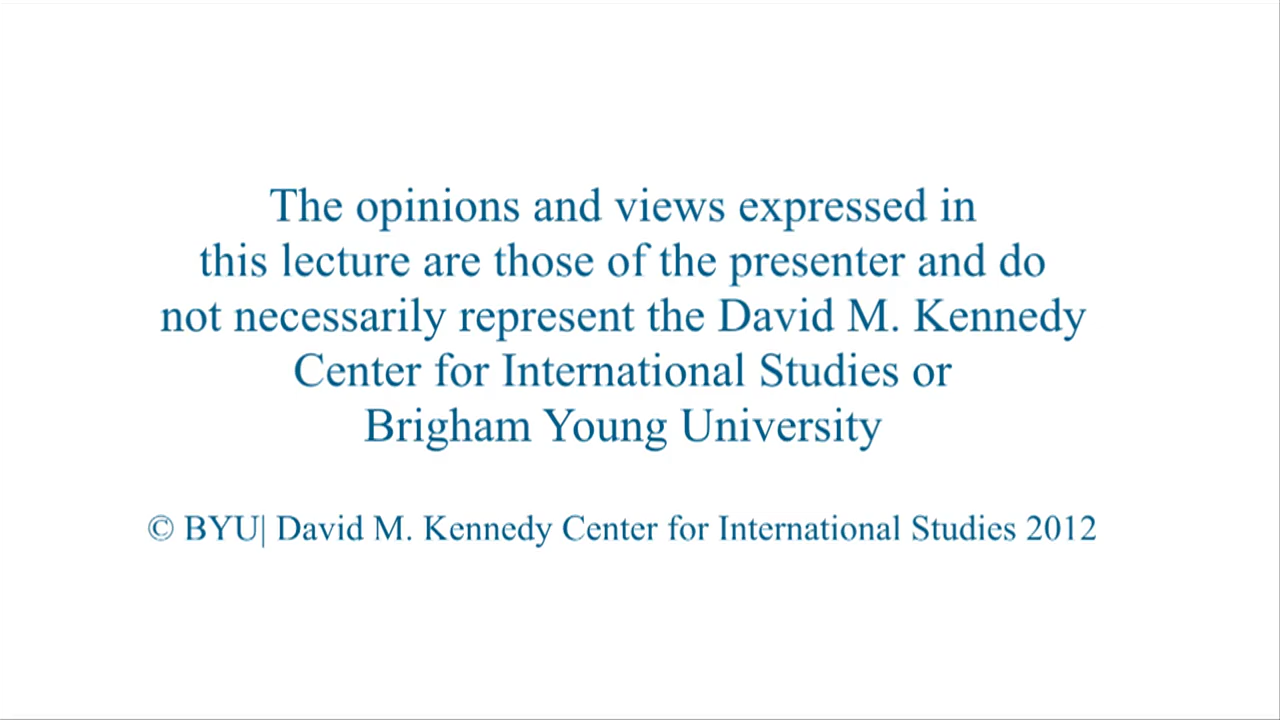 The opinions and views expressed in
this lecture are those of the presenter and do
not necessarily represent the David M. Kennedy
Center for International Studies or
Brigham Young University
© BYU| David M. Kennedy Center for International Studies 2012